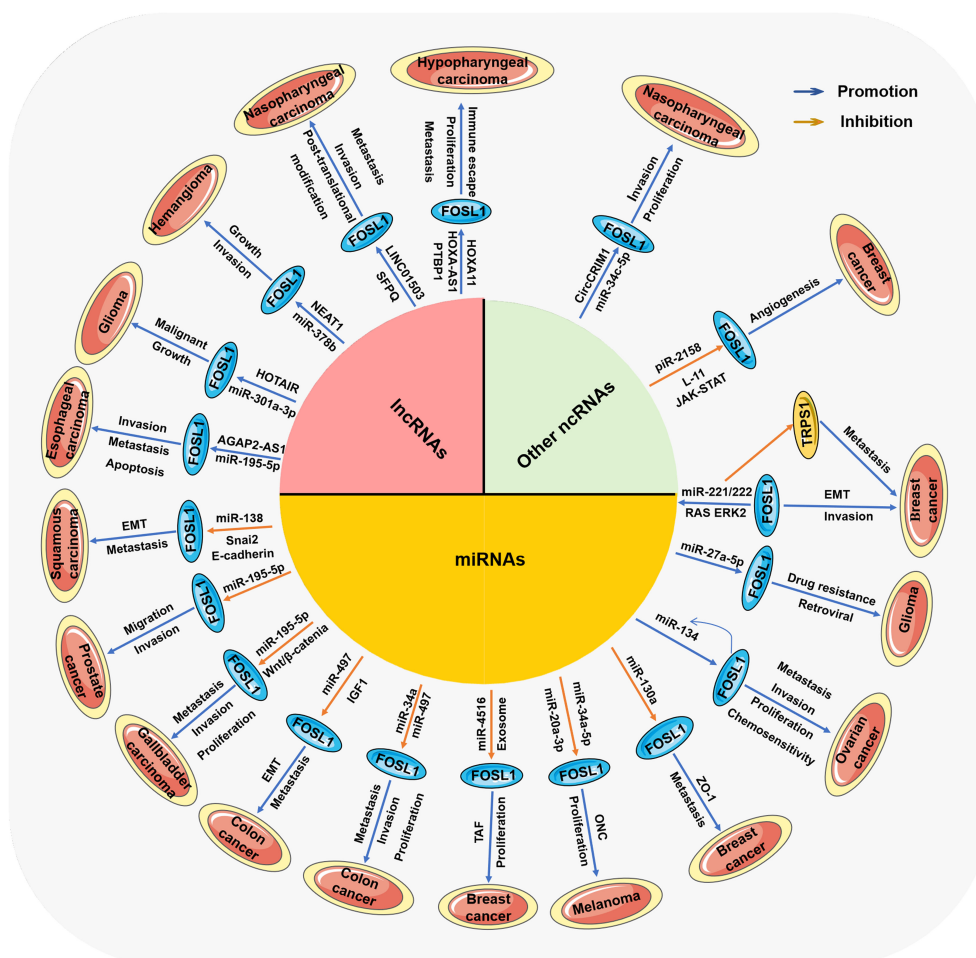 Promotion
Inhibition
lncRNAs
Other ncRNAs
miRNAs
Hypopharyngeal
carcinoma
Immune escape
Proliferation
Metastasis
FOSL1
HOXA11
HOXA-AS1
PTBP1
Nasopharyngeal
carcinoma
Invasion
Proliferation
FOSL1
CircCRIM1
miR-34c-5p
Breast
cancer
Angiogenesis
FOSL1
piR-2158
L-11
JAK-STAT
TRPS1
Metastasis
miR-221/222
RAS ERK2
FOSL1
EMT
Invasion
Breast
cancer
miR-27a-5p
FOSL1
Drug resistance
Retroviral
Glioma
miR-134
FOSL1
Metastasis
Invasion
Proliferation
Chemosensitivity
Ovarian
cancer
miR-130a
FOSL1
ZO-1
Metastasis
Breast
cancer
miR-34a-5p
miR-20a-3p
FOSL1
ONC
Proliferation
Melanoma
miR-4516
Exosome
FOSL1
TAF
Proliferation
Breast
cancer
miR-34a
miR-497
FOSL1
Metastasis
Invasion
Proliferation
Colon
cancer
miR-497
IGF1
FOSL1
EMT
Metastasis
Colon
cancer
miR-195-5p
Wnt/β-catenia
FOSL1
Metastasis
Invasion
Proliferation
Gallbladder
carcinoma
miR-195-5p
FOSL1
Migration
Invasion
Prostate
cancer
miR-138
Snai2
E-cadherin
FOSL1
EMT
Metastasis
Squamous
carcinoma
AGAP2-AS1
miR-195-5p
FOSL1
Invasion
Metastasis
Apoptosis
Esophageal
carcinoma
HOTAIR
miR-301a-3p
FOSL1
Malignant
Growth
Glioma
NEAT1
miR-378b
FOSL1
Growth
Invasion
Hemangioma
LINC01503
SFPQ
FOSL1
Metastasis
Invasion
Post-translational
modification
Nasopharyngeal
carcinoma